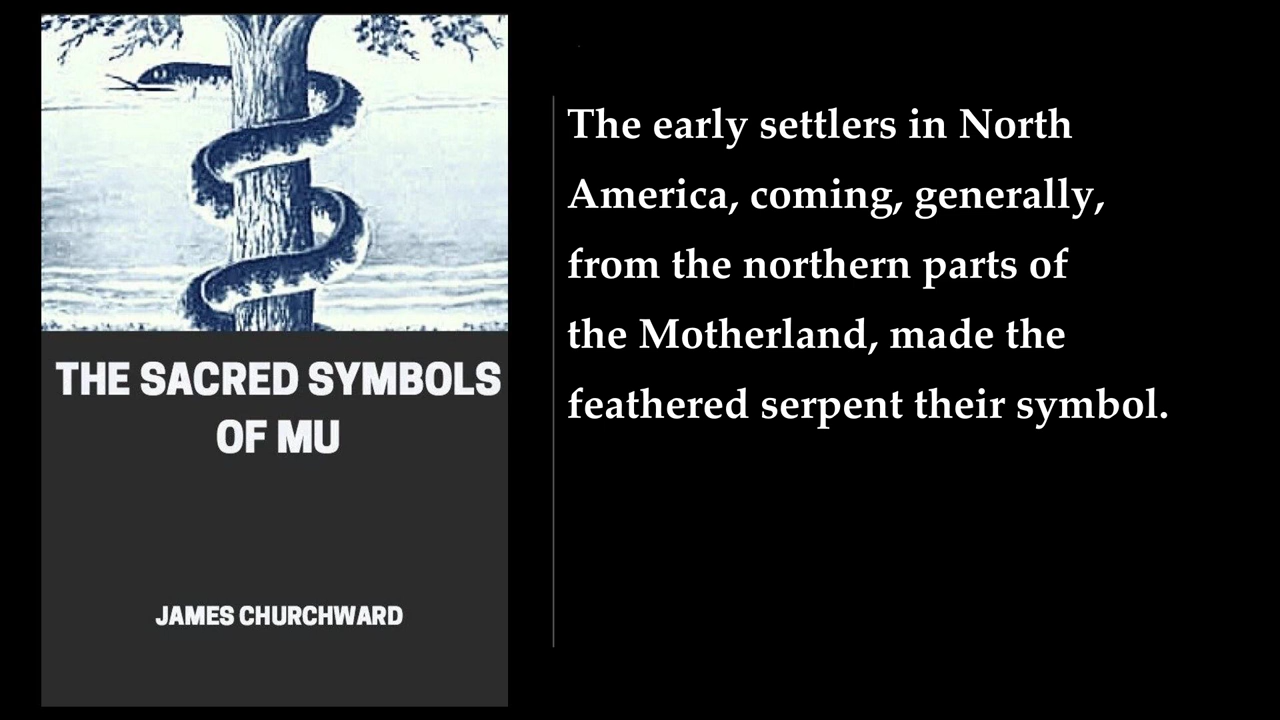 THE SACRED SYMBOLS
OF MU
JAMES CHURCHWARD
The early settlers in North
America, coming, generally,
from the northern parts of
the Motherland, made the
feathered serpent their symbol.